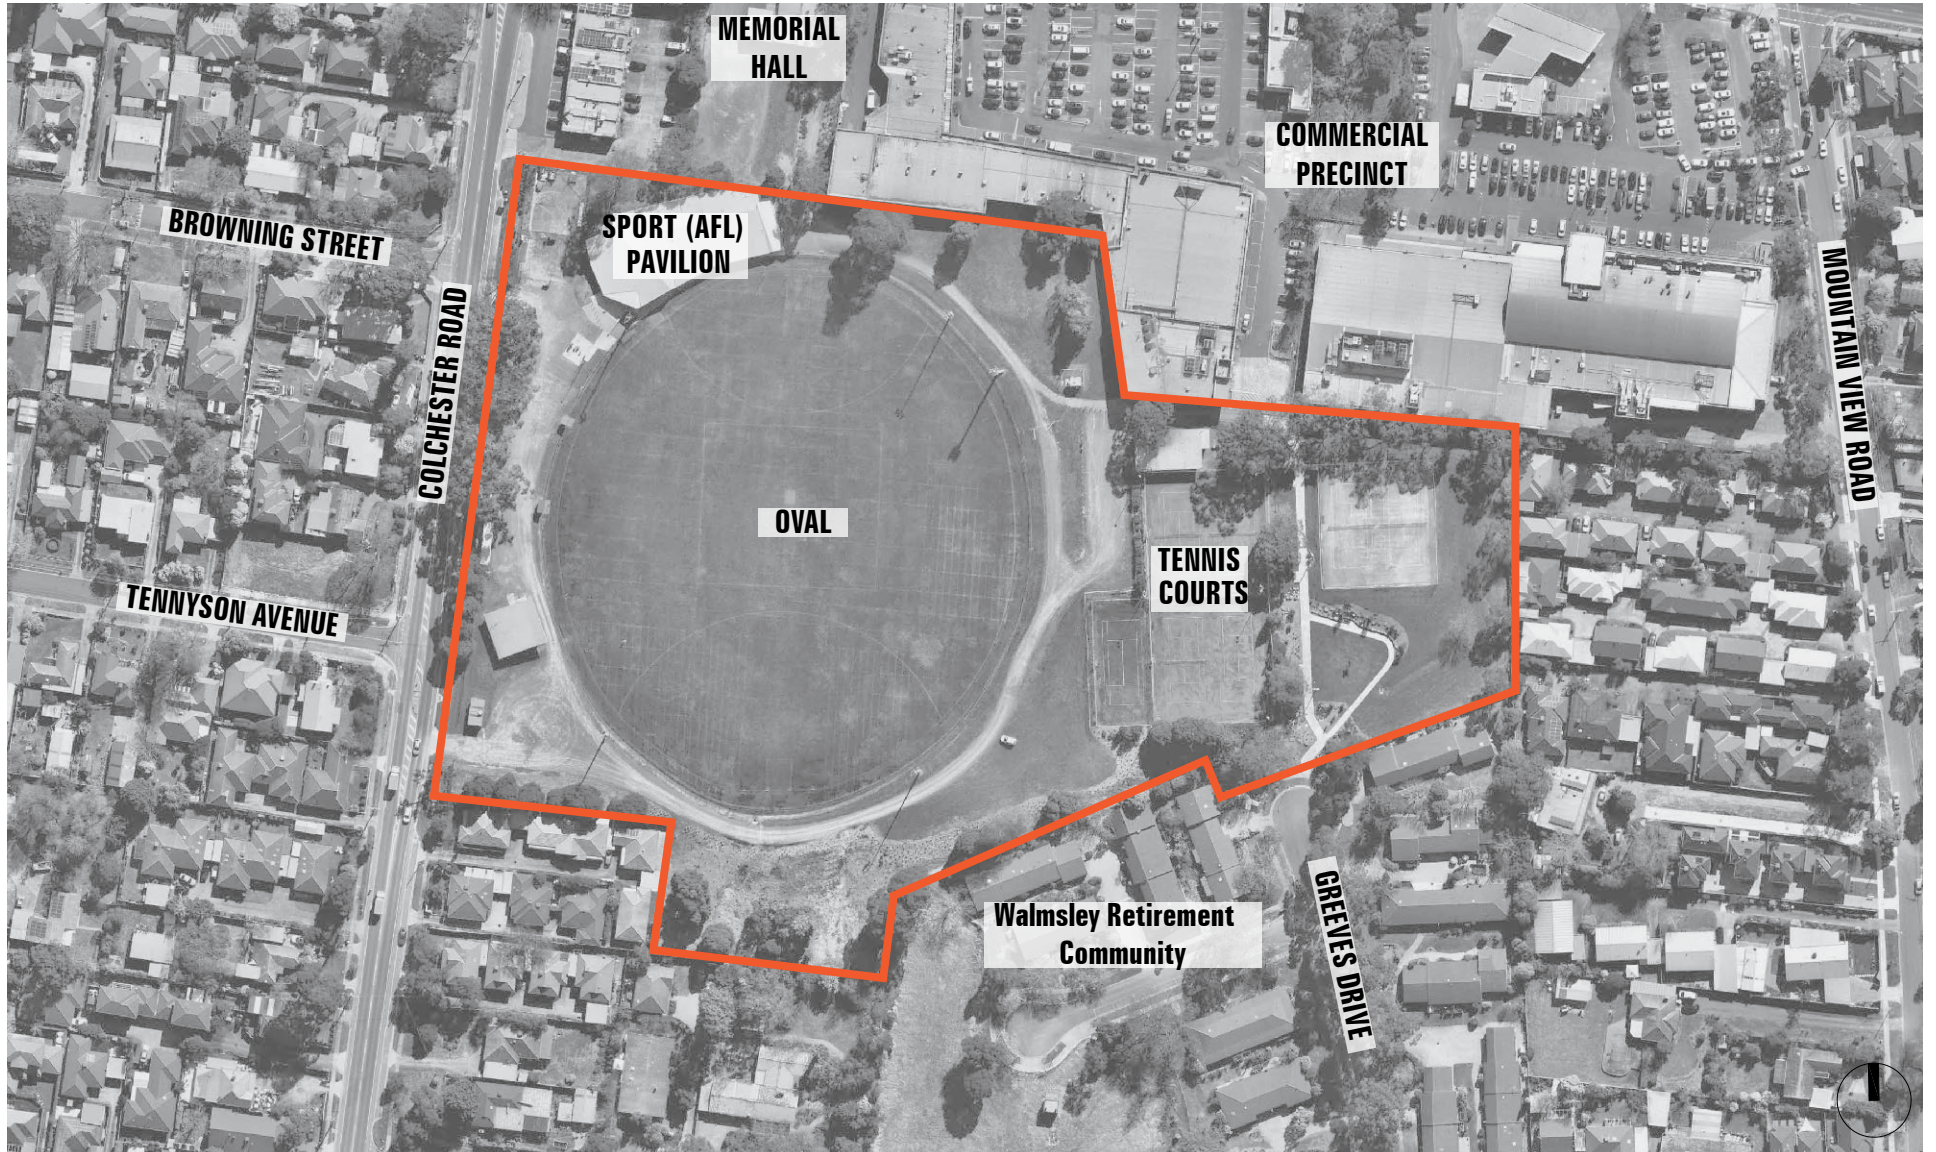 MEMORIAL
HALL
COMMERCIAL
PRECINCT
SPORT (AFL)
PAVILION
BROWNING STREET
COLCHESTER ROAD
MOUNTAIN VIEW ROAD
OVAL
TENNIS
COURTS
TENNYSON AVENUE
Walmsley Retirement
Community
GREEVES DRIVE